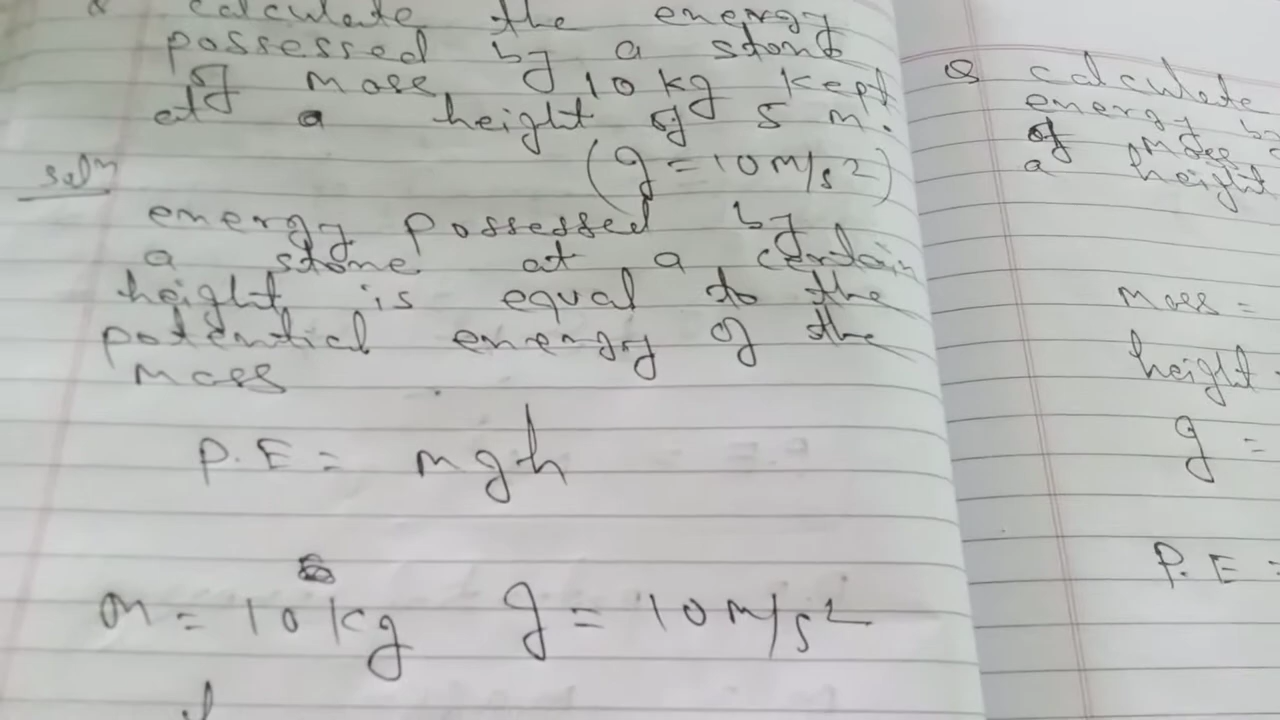 Q calculate the energy
possessed by a stone
of mass 10 kg kept
at a height of 5 m.
(g = 10 m/s2)
soln
energy possessed by
a stone at a certain
height is equal to the
potential energy of the
mass
P.E = mgh
m = 10 kg g = 10 m/s2
Q calculate
energy
of mass
a height
mass =
height
g =
P.E =